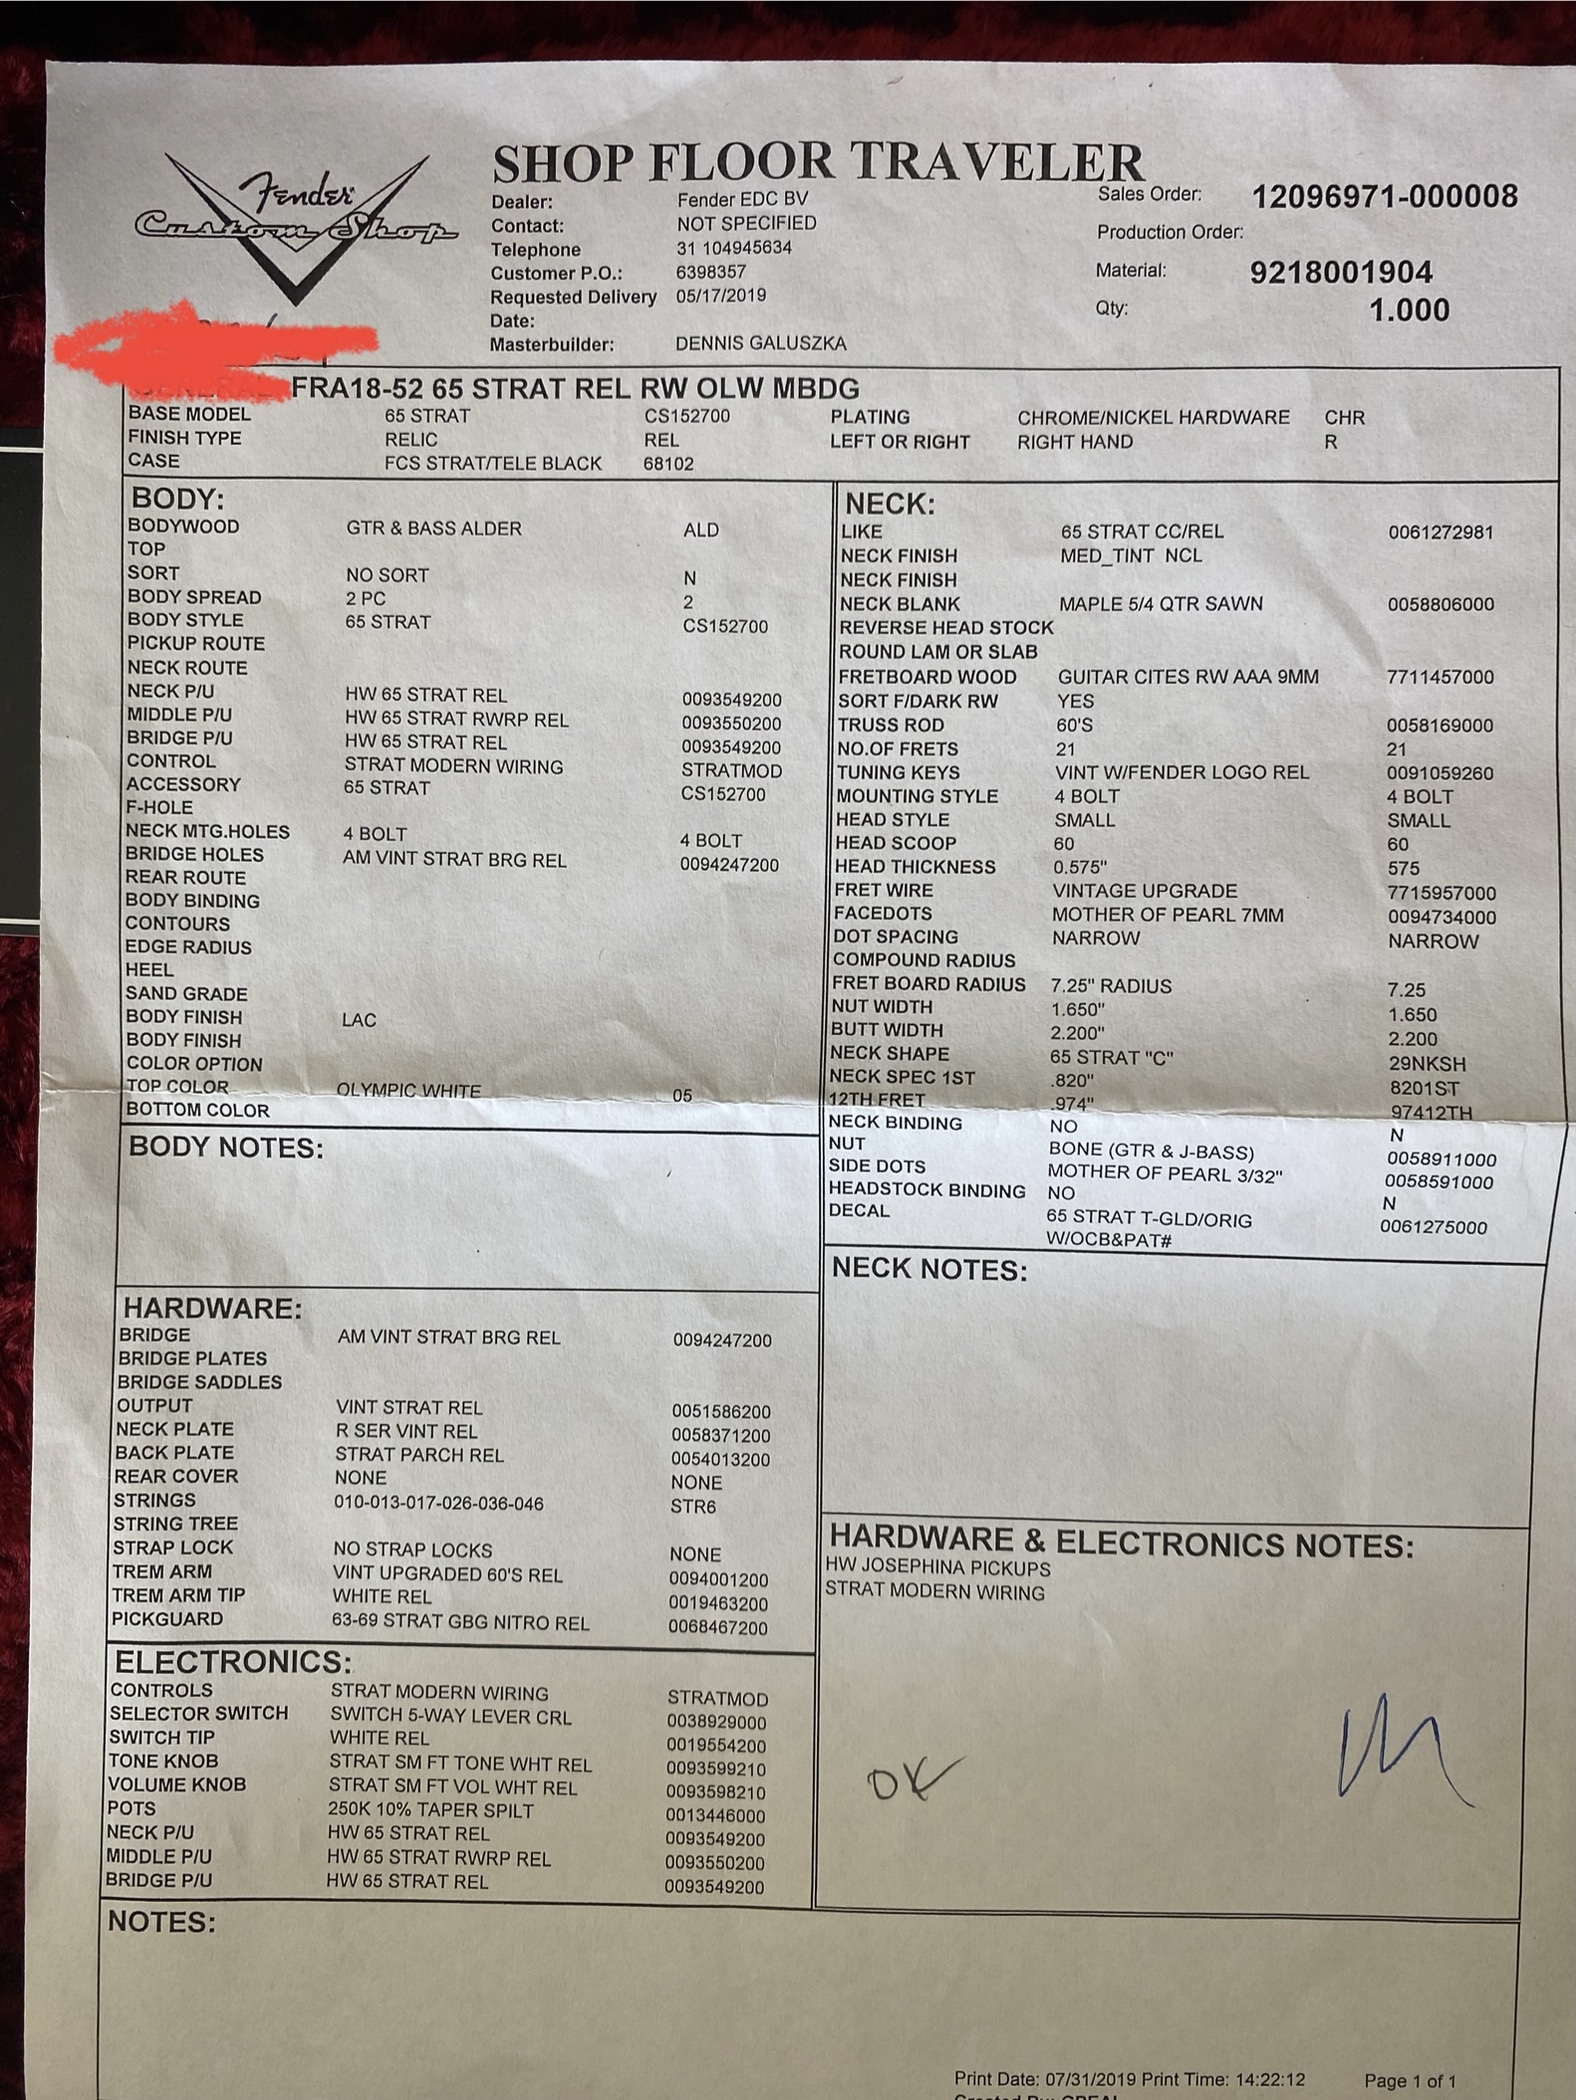 Fender
Custom Shop
SHOP FLOOR TRAVELER
Dealer: Fender EDC BV
Contact: NOT SPECIFIED
Telephone 31 104945634
Customer P.O.: 6398357
Requested Delivery 05/17/2019
Date:
Masterbuilder: DENNIS GALUSZKA
Sales Order: 12096971-000008
Production Order:
Material: 9218001904
Qty: 1.000
FRA18-52 65 STRAT REL RW OLW MBDG
BASE MODEL 65 STRAT CS152700 PLATING CHROME/NICKEL HARDWARE CHR
FINISH TYPE RELIC REL LEFT OR RIGHT RIGHT HAND R
CASE FCS STRAT/TELE BLACK 68102
BODY:
BODYWOOD GTR & BASS ALDER ALD
TOP
SORT NO SORT N
BODY SPREAD 2 PC 2
BODY STYLE 65 STRAT CS152700
PICKUP ROUTE
NECK ROUTE
NECK P/U HW 65 STRAT REL 0093549200
MIDDLE P/U HW 65 STRAT RWRP REL 0093550200
BRIDGE P/U HW 65 STRAT REL 0093549200
CONTROL STRAT MODERN WIRING STRATMOD
ACCESSORY 65 STRAT CS152700
F-HOLE
NECK MTG.HOLES 4 BOLT 4 BOLT
BRIDGE HOLES AM VINT STRAT BRG REL 0094247200
REAR ROUTE
BODY BINDING
CONTOURS
EDGE RADIUS
HEEL
SAND GRADE
BODY FINISH LAC
BODY FINISH
COLOR OPTION
TOP COLOR OLYMPIC WHITE 05
BOTTOM COLOR
BODY NOTES:
HARDWARE:
BRIDGE AM VINT STRAT BRG REL 0094247200
BRIDGE PLATES
BRIDGE SADDLES
OUTPUT VINT STRAT REL 0051586200
NECK PLATE R SER VINT REL 0058371200
BACK PLATE STRAT PARCH REL 0054013200
REAR COVER NONE NONE
STRINGS 010-013-017-026-036-046 STR6
STRING TREE
STRAP LOCK NO STRAP LOCKS NONE
TREM ARM VINT UPGRADED 60'S REL 0094001200
TREM ARM TIP WHITE REL 0019463200
PICKGUARD 63-69 STRAT GBG NITRO REL 0068467200
ELECTRONICS:
CONTROLS STRAT MODERN WIRING STRATMOD
SELECTOR SWITCH SWITCH 5-WAY LEVER CRL 0038929000
SWITCH TIP WHITE REL 0019554200
TONE KNOB STRAT SM FT TONE WHT REL 0093599210
VOLUME KNOB STRAT SM FT VOL WHT REL 0093598210
POTS 250K 10% TAPER SPILT 0013446000
NECK P/U HW 65 STRAT REL 0093549200
MIDDLE P/U HW 65 STRAT RWRP REL 0093550200
BRIDGE P/U HW 65 STRAT REL 0093549200
NECK:
LIKE 65 STRAT CC/REL 0061272981
NECK FINISH MED_TINT NCL
NECK FINISH
NECK BLANK MAPLE 5/4 QTR SAWN 0058806000
REVERSE HEAD STOCK
ROUND LAM OR SLAB
FRETBOARD WOOD GUITAR CITES RW AAA 9MM 7711457000
SORT F/DARK RW YES
TRUSS ROD 60'S 0058169000
NO.OF FRETS 21 21
TUNING KEYS VINT W/FENDER LOGO REL 0091059260
MOUNTING STYLE 4 BOLT 4 BOLT
HEAD STYLE SMALL SMALL
HEAD SCOOP 60 60
HEAD THICKNESS 0.575" 575
FRET WIRE VINTAGE UPGRADE 7715957000
FACEDOTS MOTHER OF PEARL 7MM 0094734000
DOT SPACING NARROW NARROW
COMPOUND RADIUS
FRET BOARD RADIUS 7.25" RADIUS 7.25
NUT WIDTH 1.650" 1.650
BUTT WIDTH 2.200" 2.200
NECK SHAPE 65 STRAT "C" 29NKSH
NECK SPEC 1ST .820" 8201ST
12TH FRET .974" 97412TH
NECK BINDING NO N
NUT BONE (GTR & J-BASS) 0058911000
SIDE DOTS MOTHER OF PEARL 3/32" 0058591000
HEADSTOCK BINDING NO N
DECAL 65 STRAT T-GLD/ORIG 0061275000
W/OCB&PAT#
NECK NOTES:
HARDWARE & ELECTRONICS NOTES:
HW JOSEPHINA PICKUPS
STRAT MODERN WIRING
OK
NOTES:
Print Date: 07/31/2019 Print Time: 14:22:12 Page 1 of 1